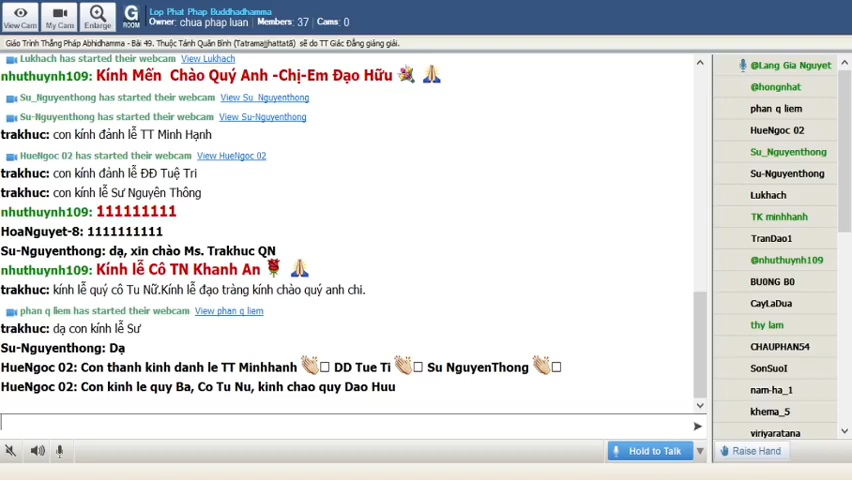 View Cam
My Cam
Enlarge
G
ROOM
Lop Phat Phap Buddhadhamma
Owner: chua phap luan / Members: 37 / Cams: 0
Giáo Trình Thắng Pháp Abhidhamma - Bài 49. Thuộc Tánh Quân Bình (Tatramajjhattatā) sẽ do TT Giác Đẳng giảng giải.
Lukhach has started their webcam View Lukhach
nhuthuynh109: Kính Mến Chào Quý Anh -Chị-Em Đạo Hữu
Su_Nguyenthong has started their webcam View Su_Nguyenthong
Su-Nguyenthong has started their webcam View Su-Nguyenthong
trakhuc: con kính đảnh lễ TT Minh Hạnh
HueNgoc 02 has started their webcam View HueNgoc 02
trakhuc: con kính đảnh lễ ĐĐ Tuệ Tri
trakhuc: con kính lễ Sư Nguyên Thông
nhuthuynh109: 111111111
HoaNguyet-8: 1111111111
Su-Nguyenthong: dạ, xin chào Ms. Trakhuc QN
nhuthuynh109: Kính lễ Cô TN Khanh An
trakhuc: kính lễ quý cô Tu Nữ.Kính lễ đạo tràng kính chào quý anh chi.
phan q liem has started their webcam View phan q liem
trakhuc: dạ con kính lễ Sư
Su-Nguyenthong: Dạ
HueNgoc 02: Con thanh kinh danh le TT Minhhanh DD Tue Ti Su NguyenThong
HueNgoc 02: Con kinh le quy Ba, Co Tu Nu, kinh chao quy Dao Huu
Hold to Talk
@Lang Gia Nguyet
@hongnhat
phan q liem
HueNgoc 02
Su_Nguyenthong
Su-Nguyenthong
Lukhach
TK minhhanh
TranDao1
@nhuthuynh109
BU0NG B0
CayLaDua
thy lam
CHAUPHAN54
SonSuoI
nam-ha_1
khema_5
viriyaratana
Raise Hand